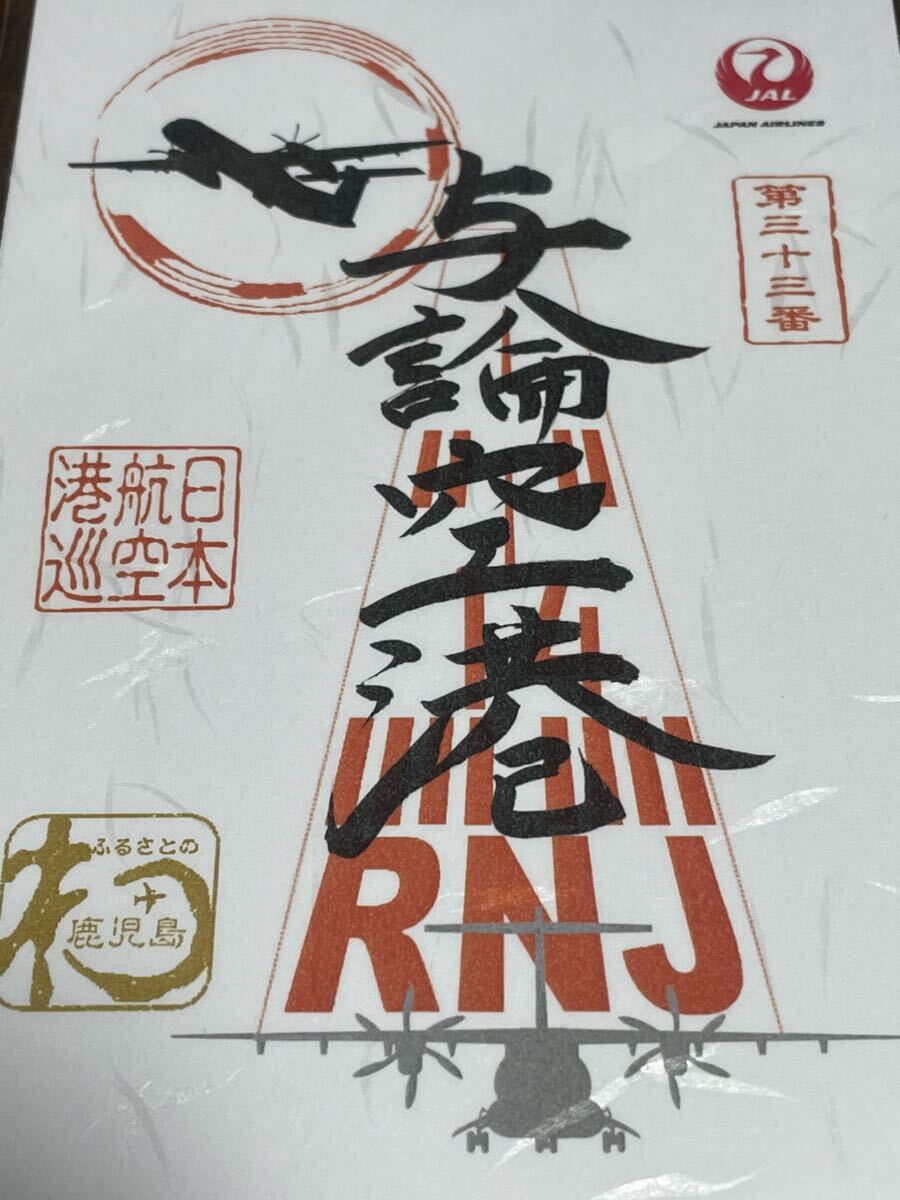 JAL
JAPAN AIRLINES
第三十三番
与論空港
日本
航空
港巡
ふるさとの
鹿児島
14
RNJ